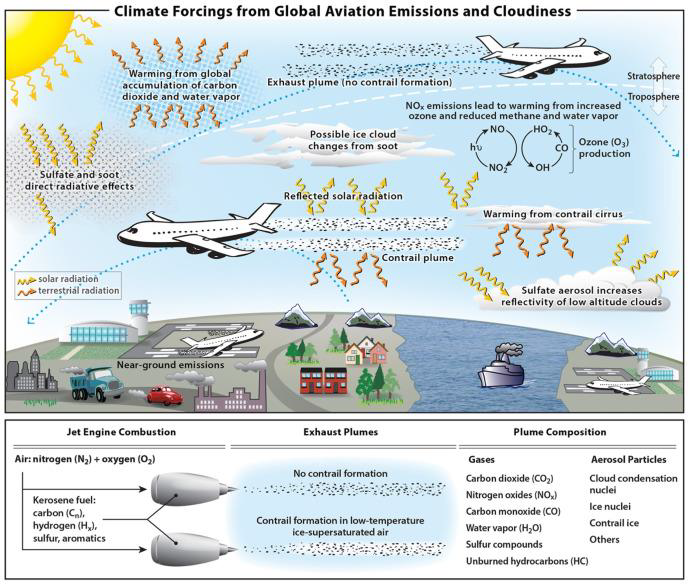 Climate Forcings from Global Aviation Emissions and Cloudiness
Warming from global
accumulation of carbon
dioxide and water vapor
Exhaust plume (no contrail formation)
Stratosphere
Troposphere
NOx emissions lead to warming from increased
ozone and reduced methane and water vapor
Possible ice cloud
changes from soot
hυ
NO
NO2
HO2
CO
OH
Ozone (O3)
production
Sulfate and soot
direct radiative effects
Reflected solar radiation
Warming from contrail cirrus
Contrail plume
solar radiation
terrestrial radiation
Sulfate aerosol increases
reflectivity of low altitude clouds
Near-ground emissions
Jet Engine Combustion
Air: nitrogen (N2) + oxygen (O2)
Kerosene fuel:
carbon (Cn),
hydrogen (Hx),
sulfur, aromatics
Exhaust Plumes
No contrail formation
Contrail formation in low-temperature
ice-supersaturated air
Plume Composition
Gases
Carbon dioxide (CO2)
Nitrogen oxides (NOx)
Carbon monoxide (CO)
Water vapor (H2O)
Sulfur compounds
Unburned hydrocarbons (HC)
Aerosol Particles
Cloud condensation
nuclei
Ice nuclei
Contrail ice
Others